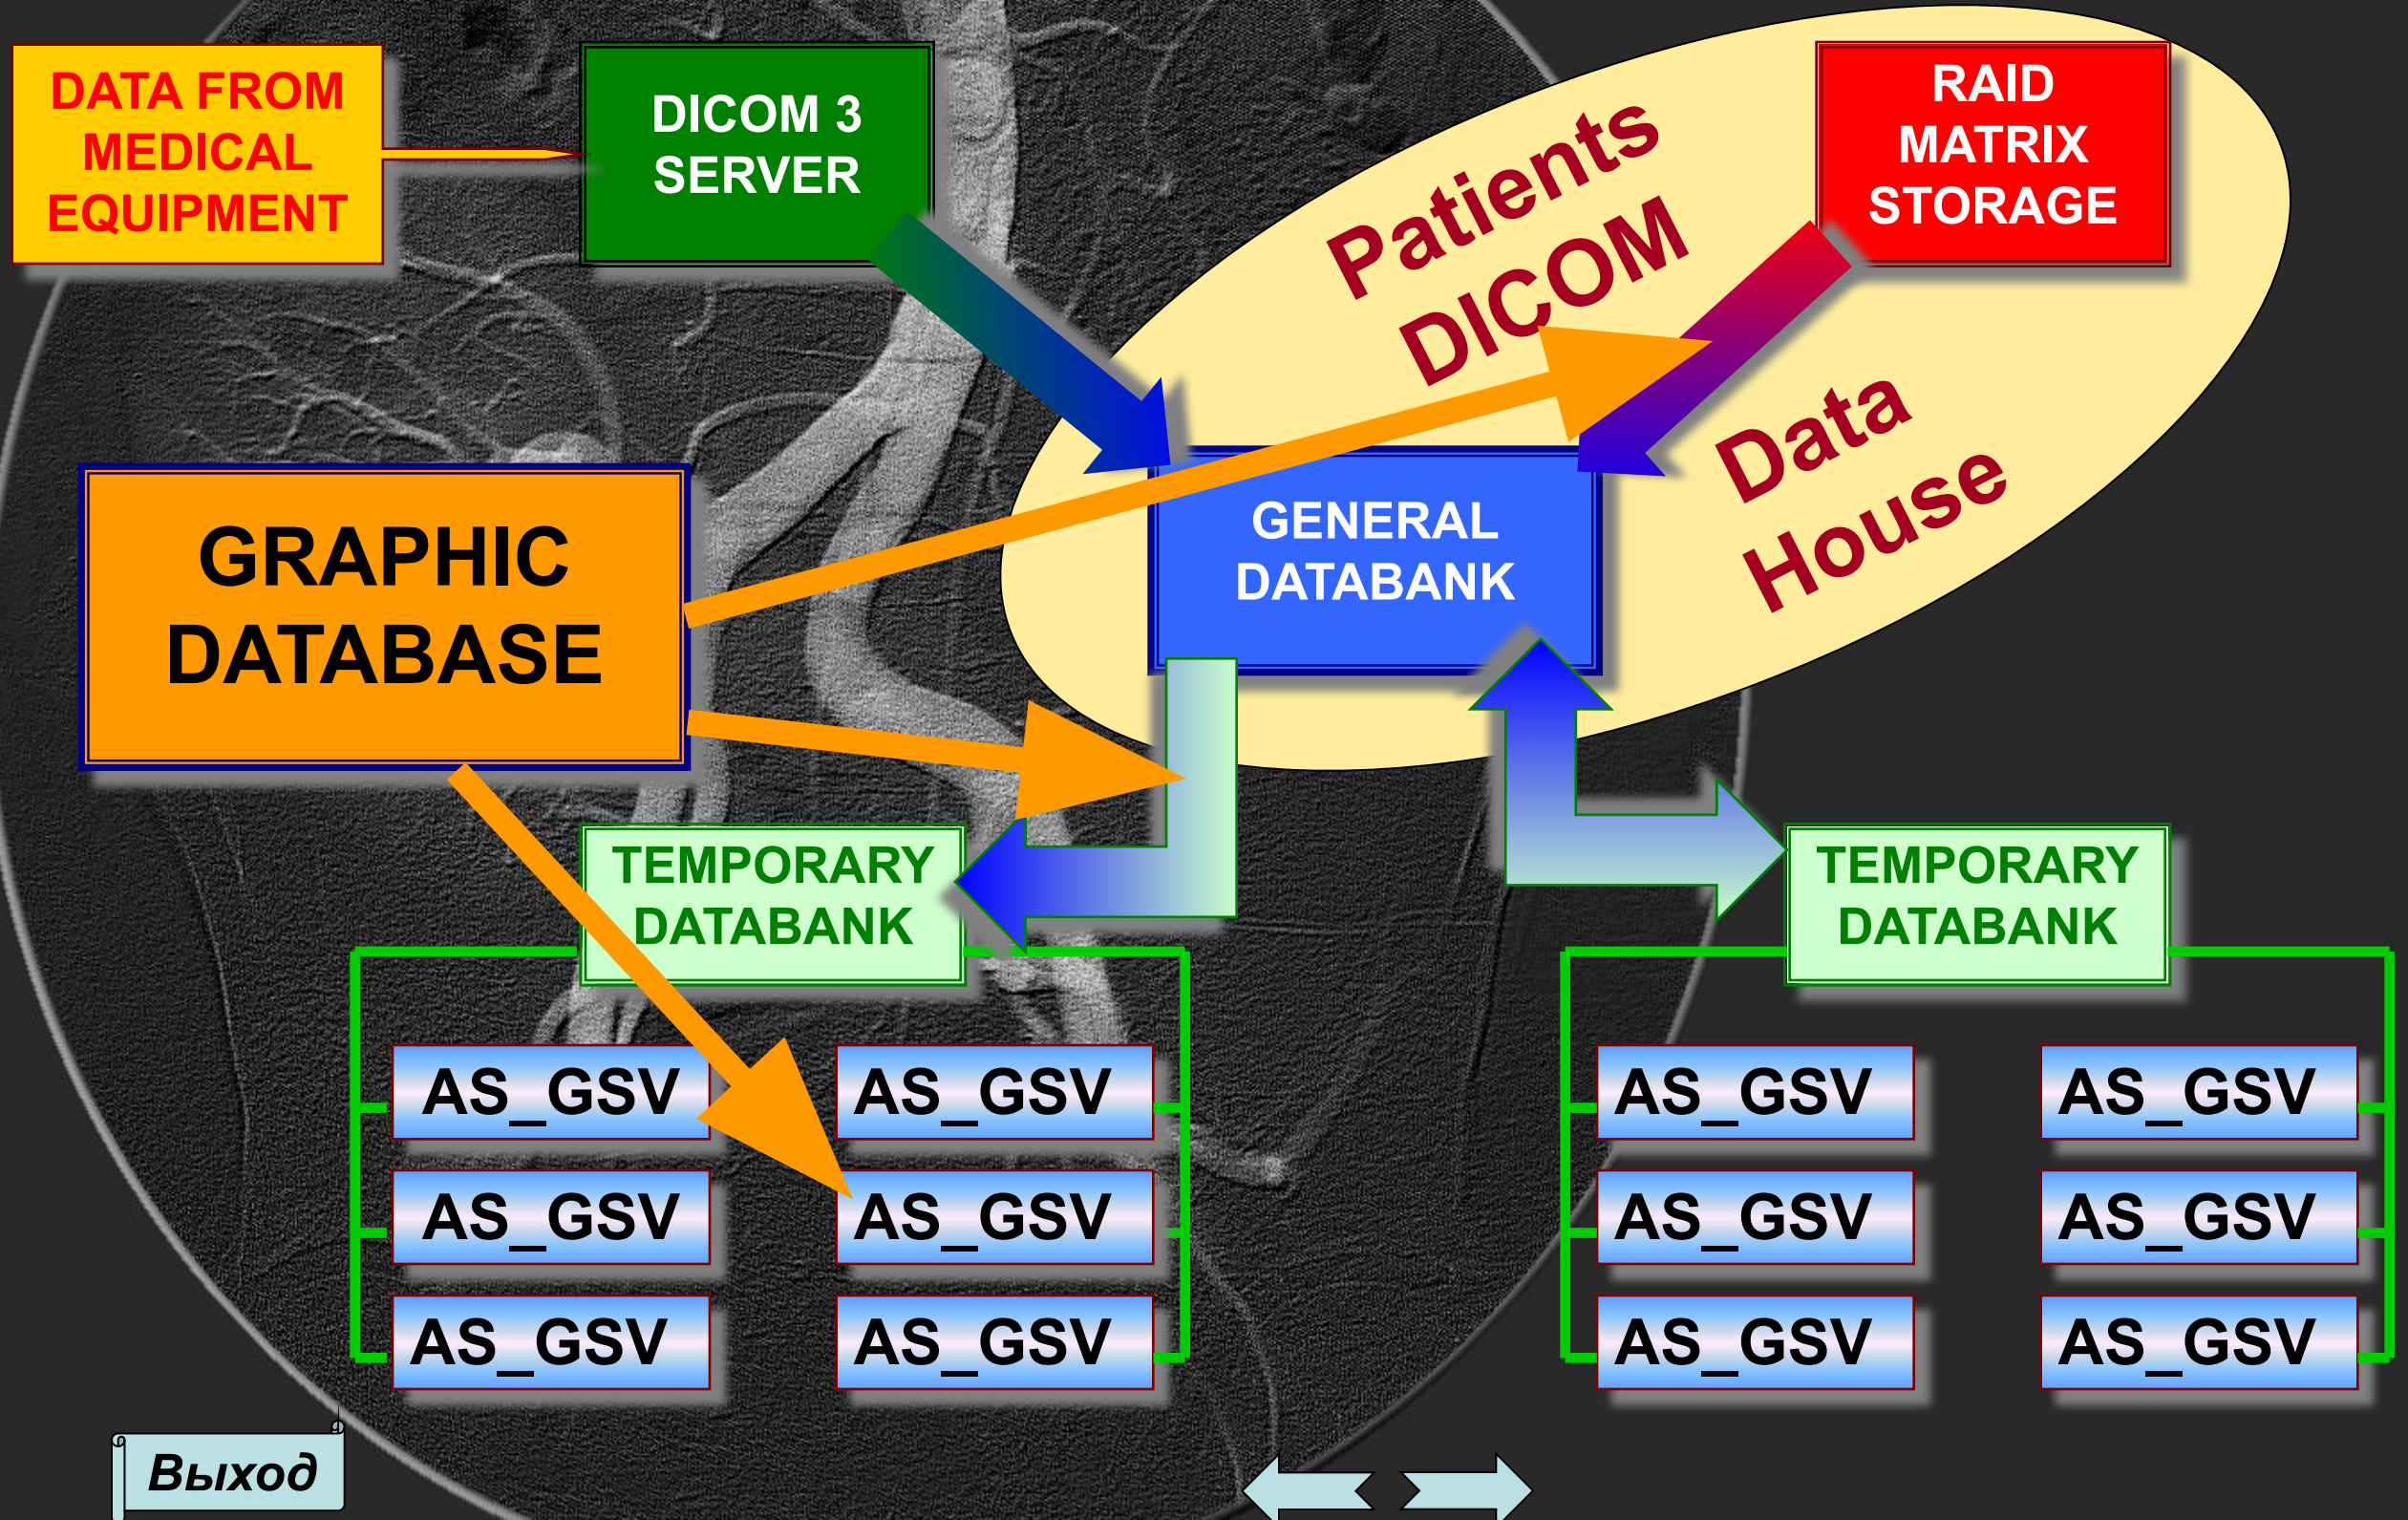 DATA FROM
MEDICAL
EQUIPMENT
DICOM 3
SERVER
RAID
MATRIX
STORAGE
Patients
DICOM
Data
House
GRAPHIC
DATABASE
GENERAL
DATABANK
TEMPORARY
DATABANK
TEMPORARY
DATABANK
AS_GSV
AS_GSV
AS_GSV
AS_GSV
AS_GSV
AS_GSV
AS_GSV
AS_GSV
AS_GSV
AS_GSV
AS_GSV
AS_GSV
Выход